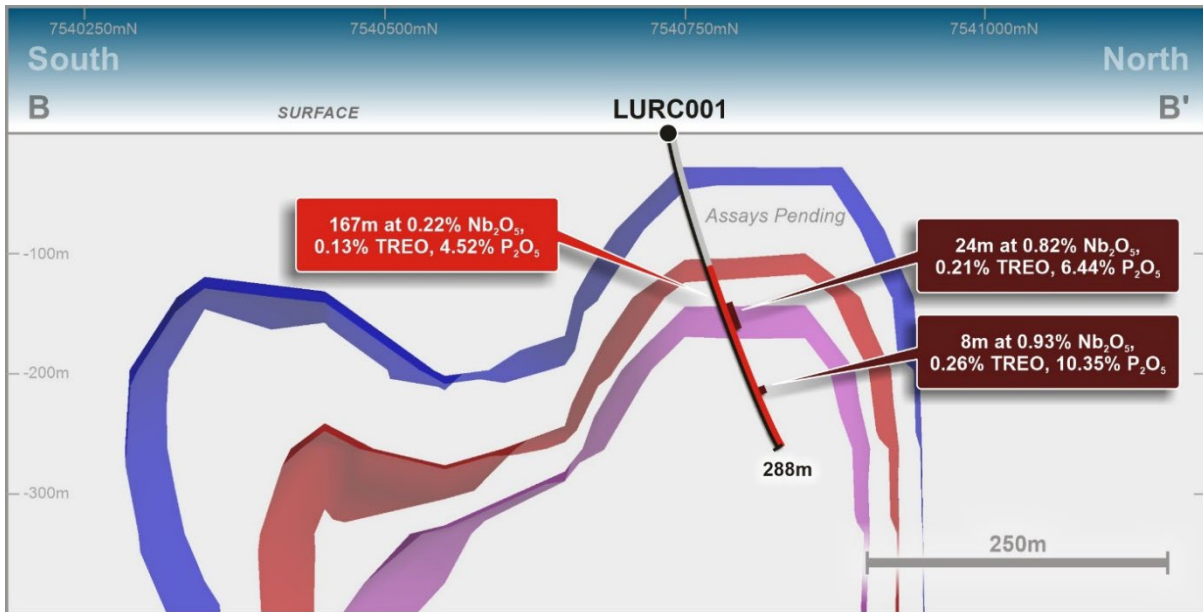 7540250mN
7540500mN
7540750mN
7541000mN
South
North
B
SURFACE
LURC001
B'
167m at 0.22% Nb₂O₅,
0.13% TREO, 4.52% P₂O₅
Assays Pending
24m at 0.82% Nb₂O₅,
0.21% TREO, 6.44% P₂O₅
8m at 0.93% Nb₂O₅,
0.26% TREO, 10.35% P₂O₅
-100m
-200m
-300m
288m
250m